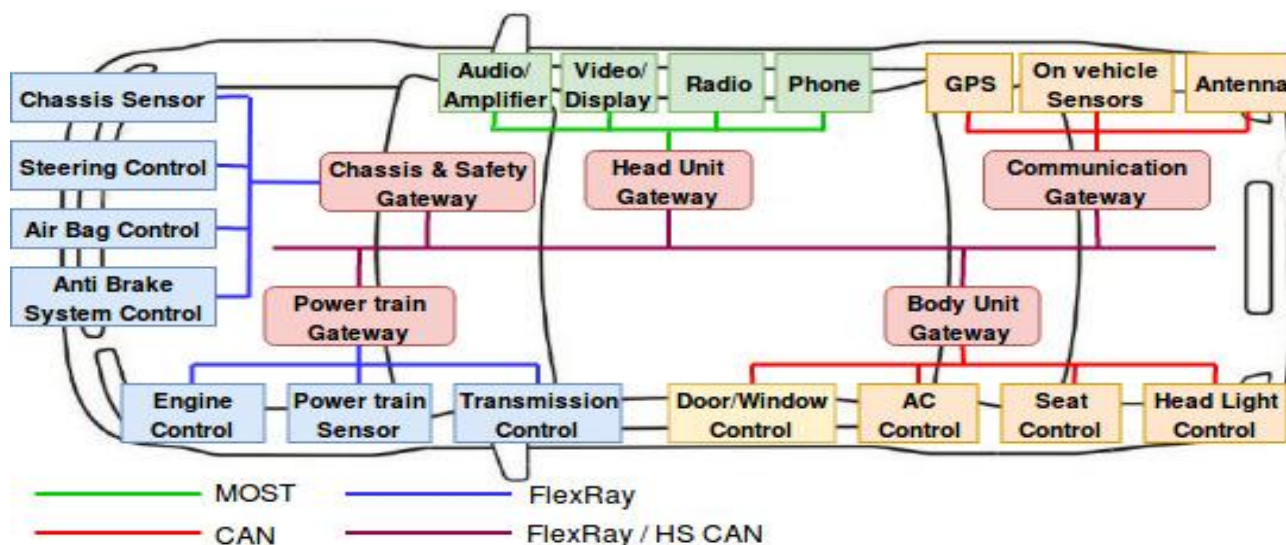 Audio/
Amplifier
Video/
Display
Radio
Phone
GPS
On vehicle
Sensors
Antenna
Chassis Sensor
Steering Control
Air Bag Control
Anti Brake
System Control
Chassis & Safety
Gateway
Head Unit
Gateway
Communication
Gateway
Power train
Gateway
Body Unit
Gateway
Engine
Control
Power train
Sensor
Transmission
Control
Door/Window
Control
AC
Control
Seat
Control
Head Light
Control
MOST
FlexRay
CAN
FlexRay / HS CAN